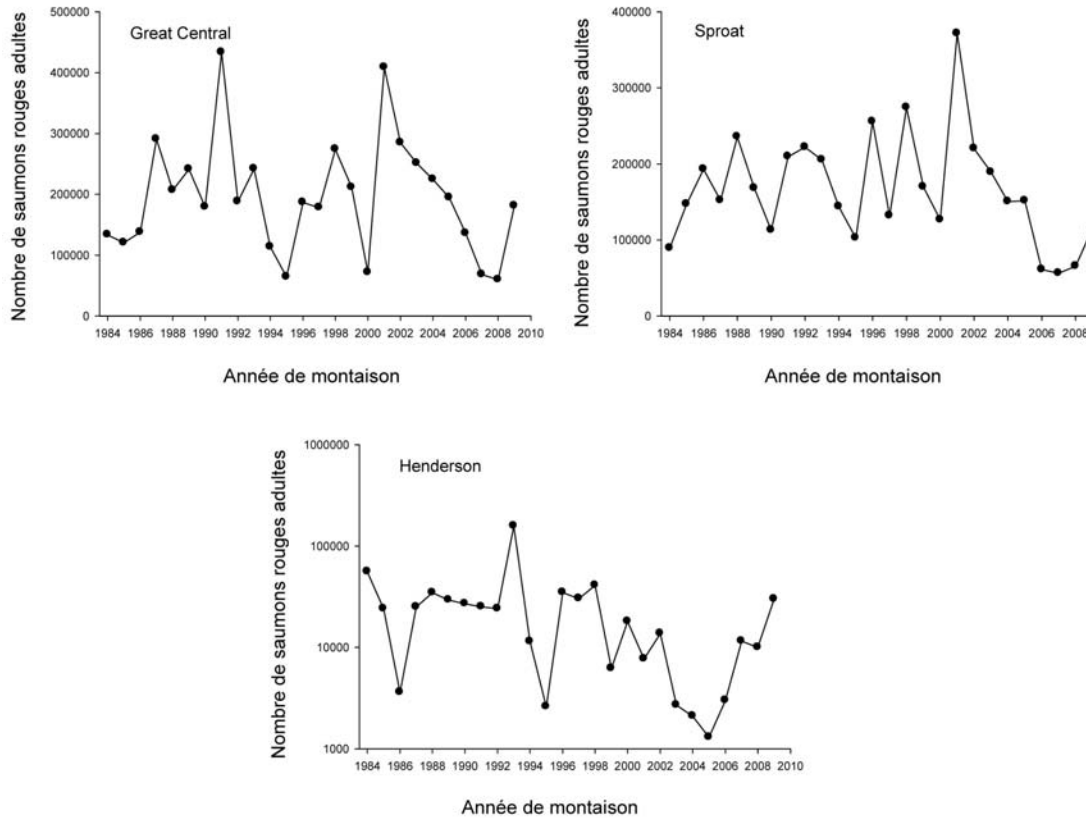 Great Central
Nombre de saumons rouges adultes
500000
400000
300000
200000
100000
0
1984 1986 1988 1990 1992 1994 1996 1998 2000 2002 2004 2006 2008 2010
Année de montaison
Sproat
Nombre de saumons rouges adultes
400000
300000
200000
100000
0
1984 1986 1988 1990 1992 1994 1996 1998 2000 2002 2004 2006 2008
Année de montaison
Henderson
Nombre de saumons rouges adultes
1000000
100000
10000
1000
1984 1986 1988 1990 1992 1994 1996 1998 2000 2002 2004 2006 2008 2010
Année de montaison